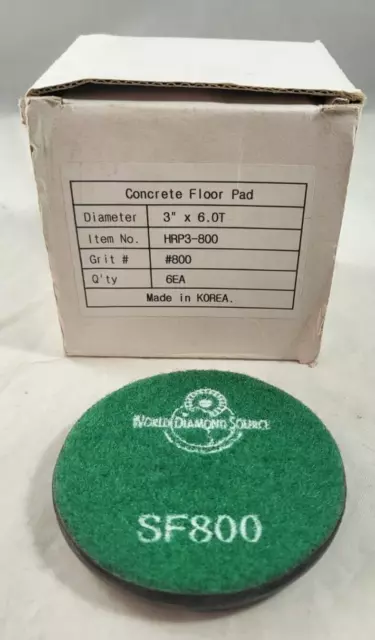 Concrete Floor Pad
Diameter 3" x 6.0T
Item No. HRP3-800
Grit # #800
Q'ty 6EA
Made in KOREA.
WORLD DIAMOND SOURCE
SF800